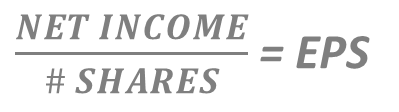 NET INCOME
# SHARES
= EPS